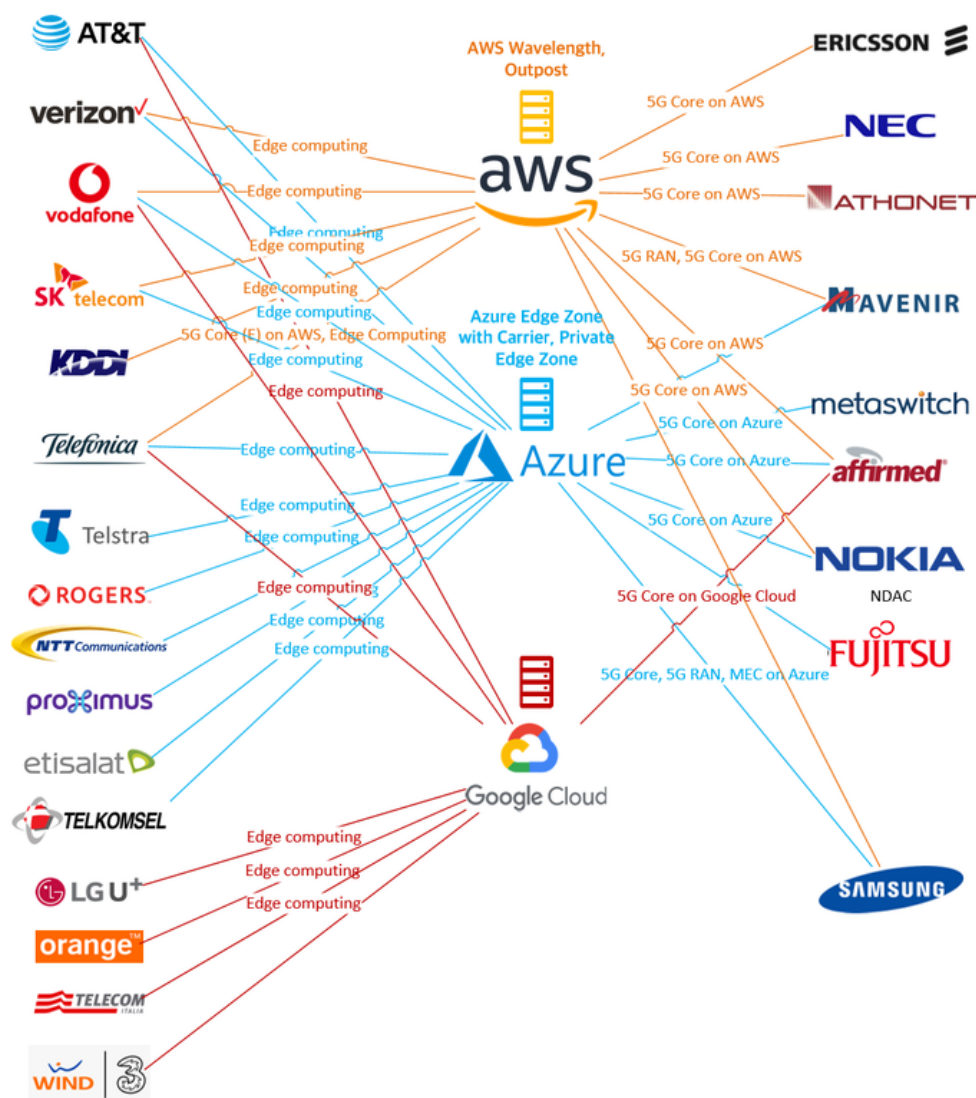 AT&T
verizon
vodafone
SK telecom
KDDI
Telefónica
Telstra
ROGERS™
NTT Communications
proximus
etisalat
TELKOMSEL
LG U+
orange™
TELECOM
ITALIA
WIND 3
AWS Wavelength,
Outpost
aws
Azure Edge Zone
with Carrier, Private
Edge Zone
Azure
Google Cloud
Edge computing
Edge computing
Edge computing
Edge computing
Edge computing
Edge computing
5G Core (E) on AWS, Edge Computing
Edge computing
Edge computing
Edge computing
Edge computing
Edge computing
Edge computing
Edge computing
Edge computing
Edge computing
Edge computing
Edge computing
5G Core on AWS
5G Core on AWS
5G Core on AWS
5G RAN, 5G Core on AWS
5G Core on AWS
5G Core on AWS
5G Core on Azure
5G Core on Azure
5G Core on Azure
5G Core on Google Cloud
5G Core, 5G RAN, MEC on Azure
ERICSSON
NEC
ATHONET
MAVENIR
metaswitch
affirmed®
NOKIA
NDAC
FUJITSU
SAMSUNG